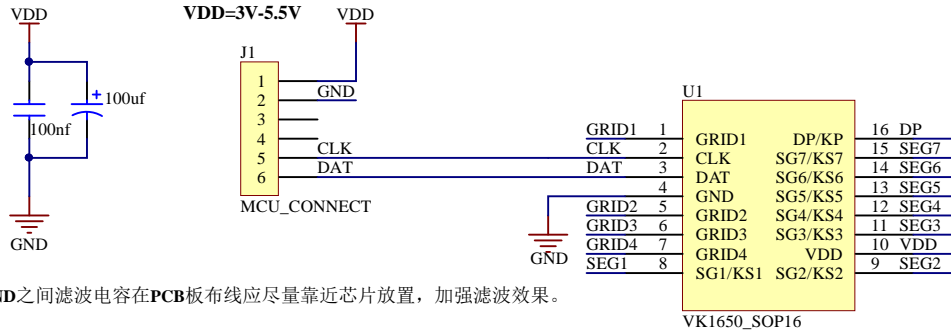 VDD=3V-5.5V
VDD
VDD
J1
1
2 GND
3
4
5 CLK
6 DAT
MCU_CONNECT
100nf
+ 100uf
GND
GND
U1
GRID1 1 GRID1 DP/KP 16 DP
CLK 2 CLK SG7/KS7 15 SEG7
DAT 3 DAT SG6/KS6 14 SEG6
4 GND SG5/KS5 13 SEG5
GRID2 5 GRID2 SG4/KS4 12 SEG4
GRID3 6 GRID3 SG3/KS3 11 SEG3
GRID4 7 GRID4 VDD 10 VDD
SEG1 8 SG1/KS1 SG2/KS2 9 SEG2
VK1650_SOP16
ND之间滤波电容在PCB板布线应尽量靠近芯片放置，加强滤波效果。